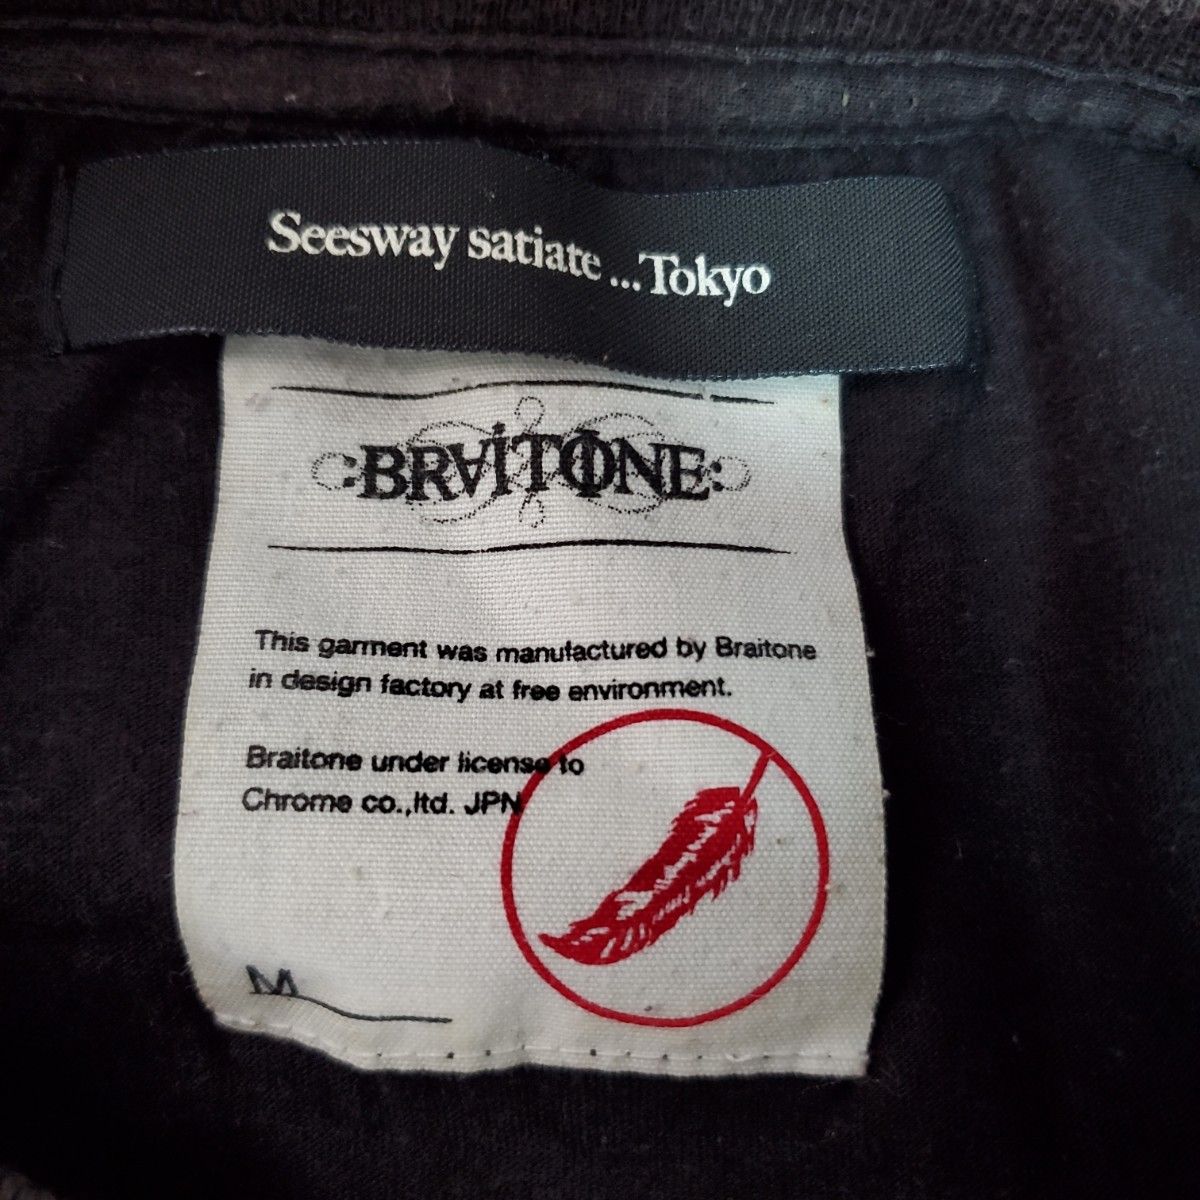 Seesway satiate...Tokyo
:BRAiTONE:
This garment was manufactured by Braitone
in design factory at free environment.
Braitone under license to
Chrome co.,ltd. JPN
M